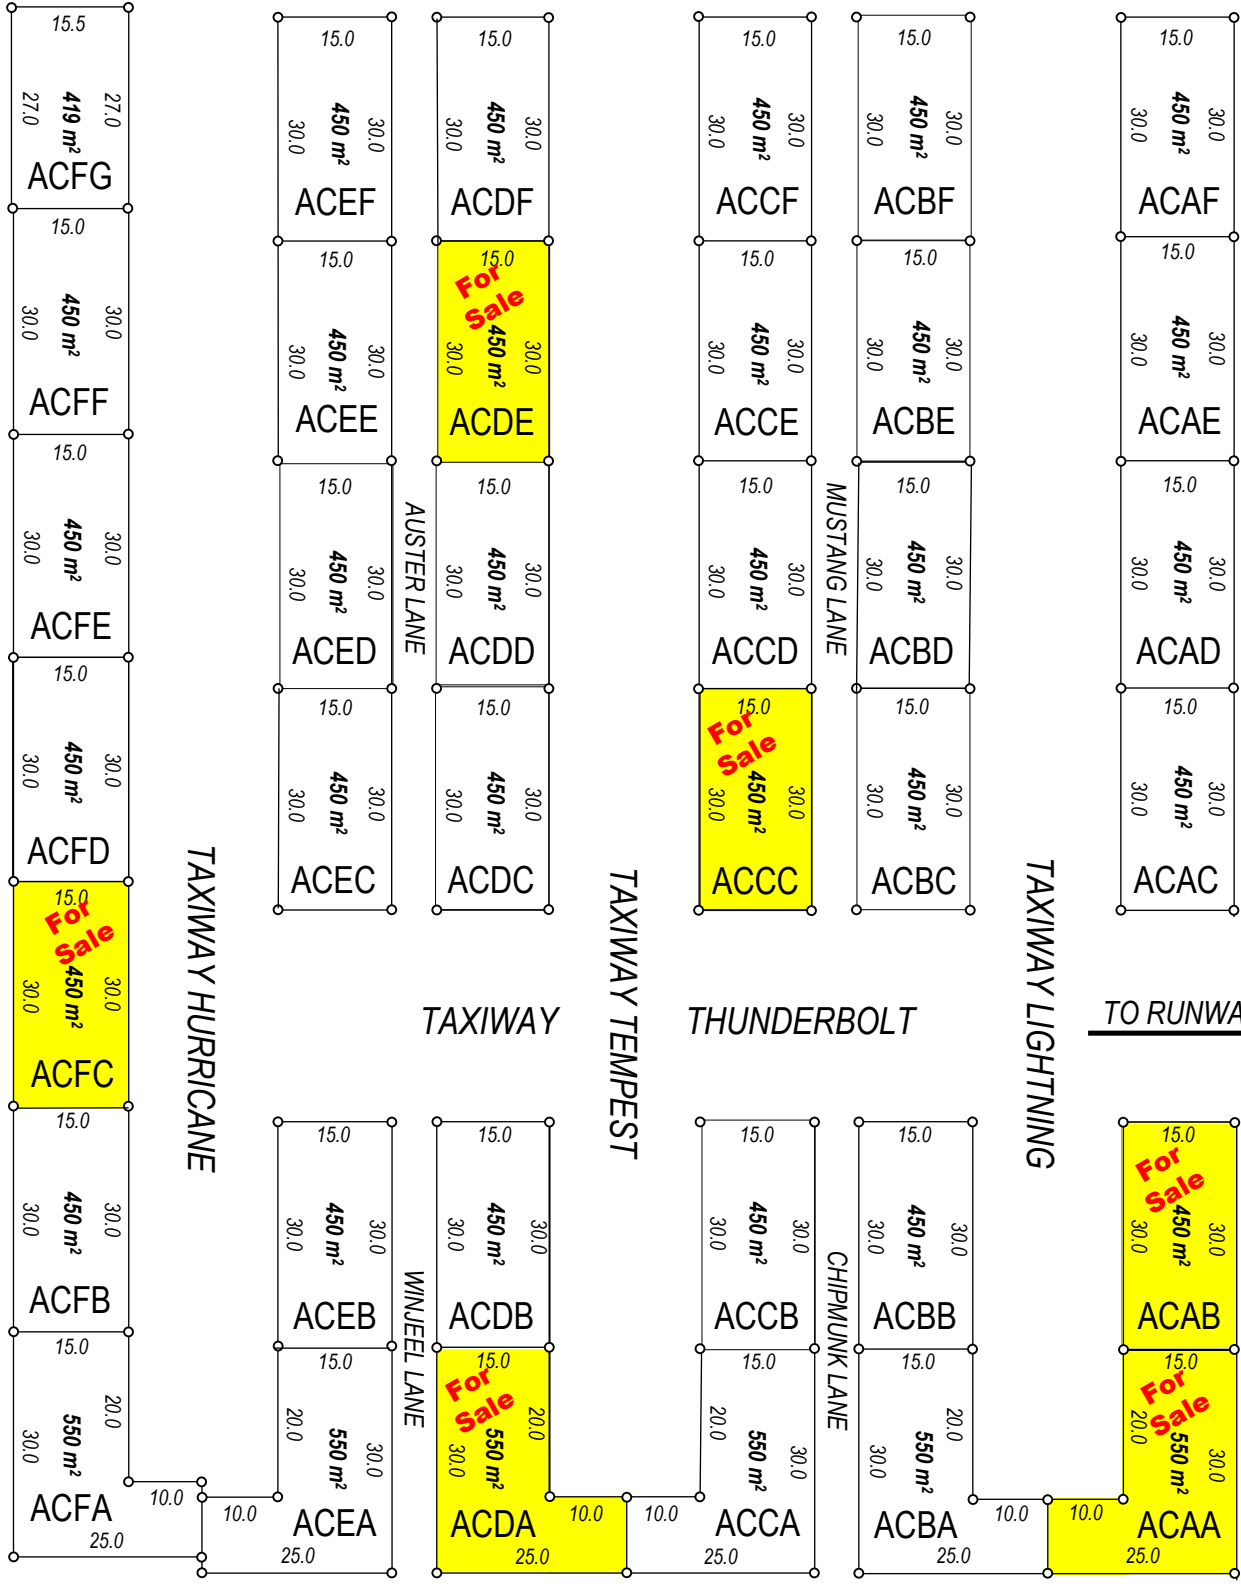 15.5
27.0
419 m²
27.0
ACFG
15.0
30.0
450 m²
30.0
ACFF
15.0
30.0
450 m²
30.0
ACFE
15.0
30.0
450 m²
30.0
ACFD
15.0
For
Sale
30.0
450 m²
30.0
ACFC
15.0
30.0
450 m²
30.0
ACFB
15.0
30.0
550 m²
20.0
ACFA
10.0
25.0
TAXIWAY HURRICANE
15.0
30.0
450 m²
30.0
ACEF
15.0
30.0
450 m²
30.0
ACEE
15.0
30.0
450 m²
30.0
ACED
15.0
30.0
450 m²
30.0
ACEC
15.0
30.0
450 m²
30.0
ACEB
15.0
20.0
550 m²
30.0
10.0
ACEA
25.0
AUSTER LANE
WINJEEL LANE
15.0
30.0
450 m²
30.0
ACDF
15.0
For
Sale
30.0
450 m²
30.0
ACDE
15.0
30.0
450 m²
30.0
ACDD
15.0
30.0
450 m²
30.0
ACDC
TAXIWAY THUNDERBOLT
15.0
30.0
450 m²
30.0
ACDB
15.0
For
Sale
30.0
550 m²
20.0
ACDA
10.0
25.0
TAXIWAY TEMPEST
15.0
30.0
450 m²
30.0
ACCF
15.0
30.0
450 m²
30.0
ACCE
15.0
30.0
450 m²
30.0
ACCD
15.0
For
Sale
30.0
450 m²
30.0
ACCC
15.0
30.0
450 m²
30.0
ACCB
15.0
20.0
550 m²
30.0
10.0
ACCA
25.0
MUSTANG LANE
CHIPMUNK LANE
15.0
30.0
450 m²
30.0
ACBF
15.0
30.0
450 m²
30.0
ACBE
15.0
30.0
450 m²
30.0
ACBD
15.0
30.0
450 m²
30.0
ACBC
15.0
30.0
450 m²
30.0
ACBB
15.0
30.0
550 m²
20.0
ACBA
10.0
25.0
TAXIWAY LIGHTNING
15.0
30.0
450 m²
30.0
ACAF
15.0
30.0
450 m²
30.0
ACAE
15.0
30.0
450 m²
30.0
ACAD
15.0
30.0
450 m²
30.0
ACAC
TO RUNWA
15.0
For
Sale
30.0
450 m²
30.0
ACAB
15.0
For
Sale
20.0
550 m²
30.0
10.0
ACAA
25.0